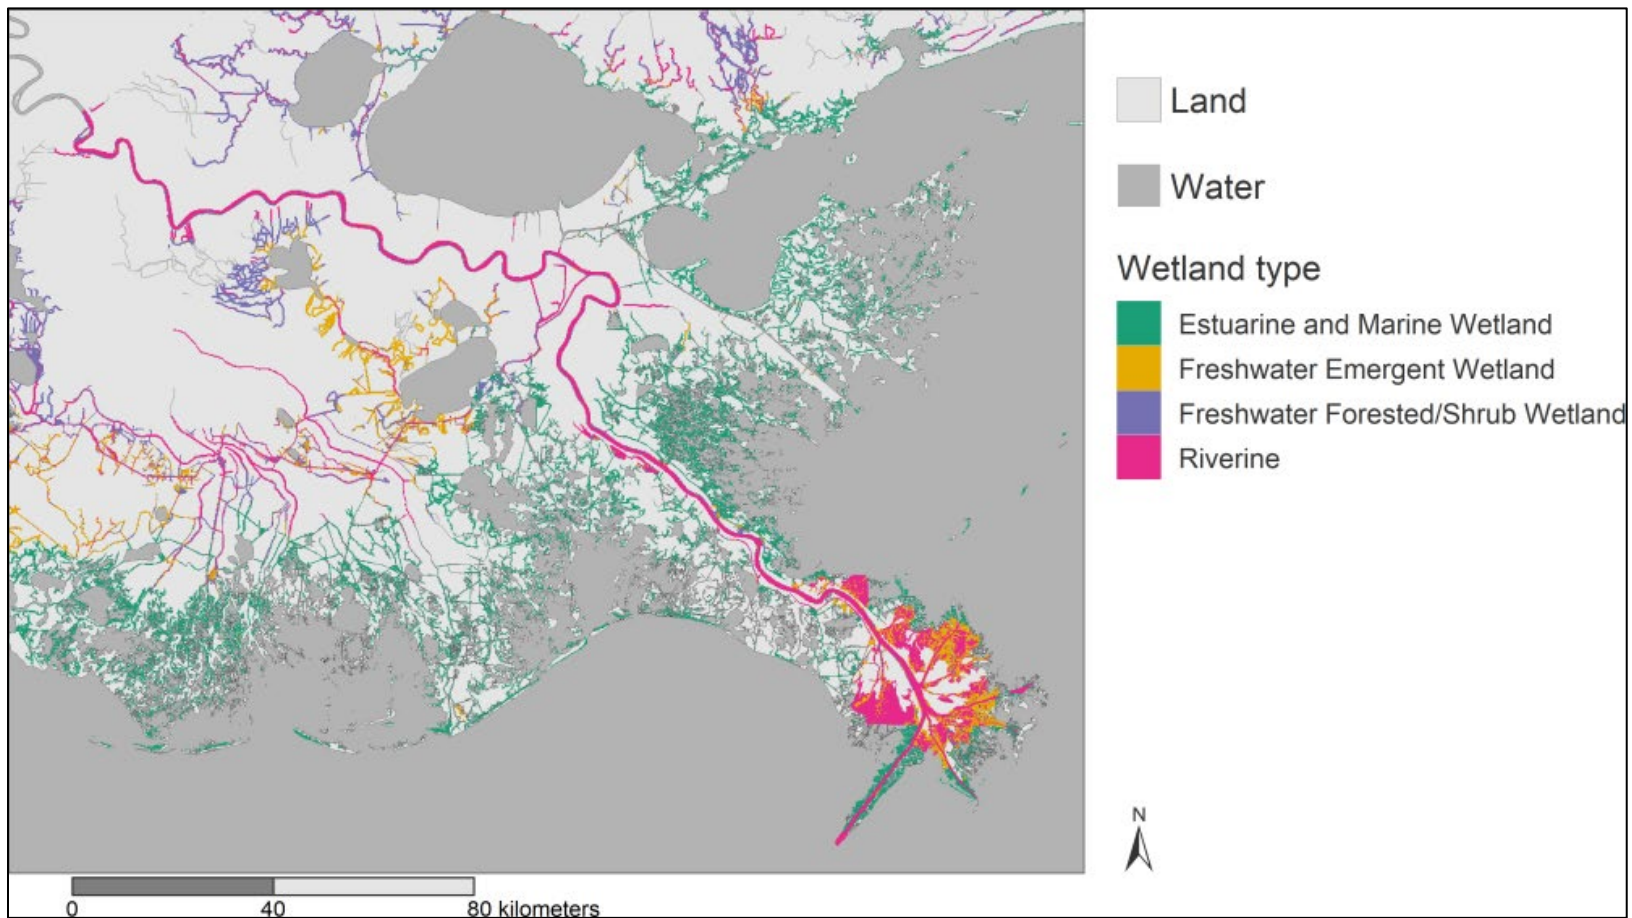 Land
Water
Wetland type
Estuarine and Marine Wetland
Freshwater Emergent Wetland
Freshwater Forested/Shrub Wetland
Riverine
N
0 40 80 kilometers